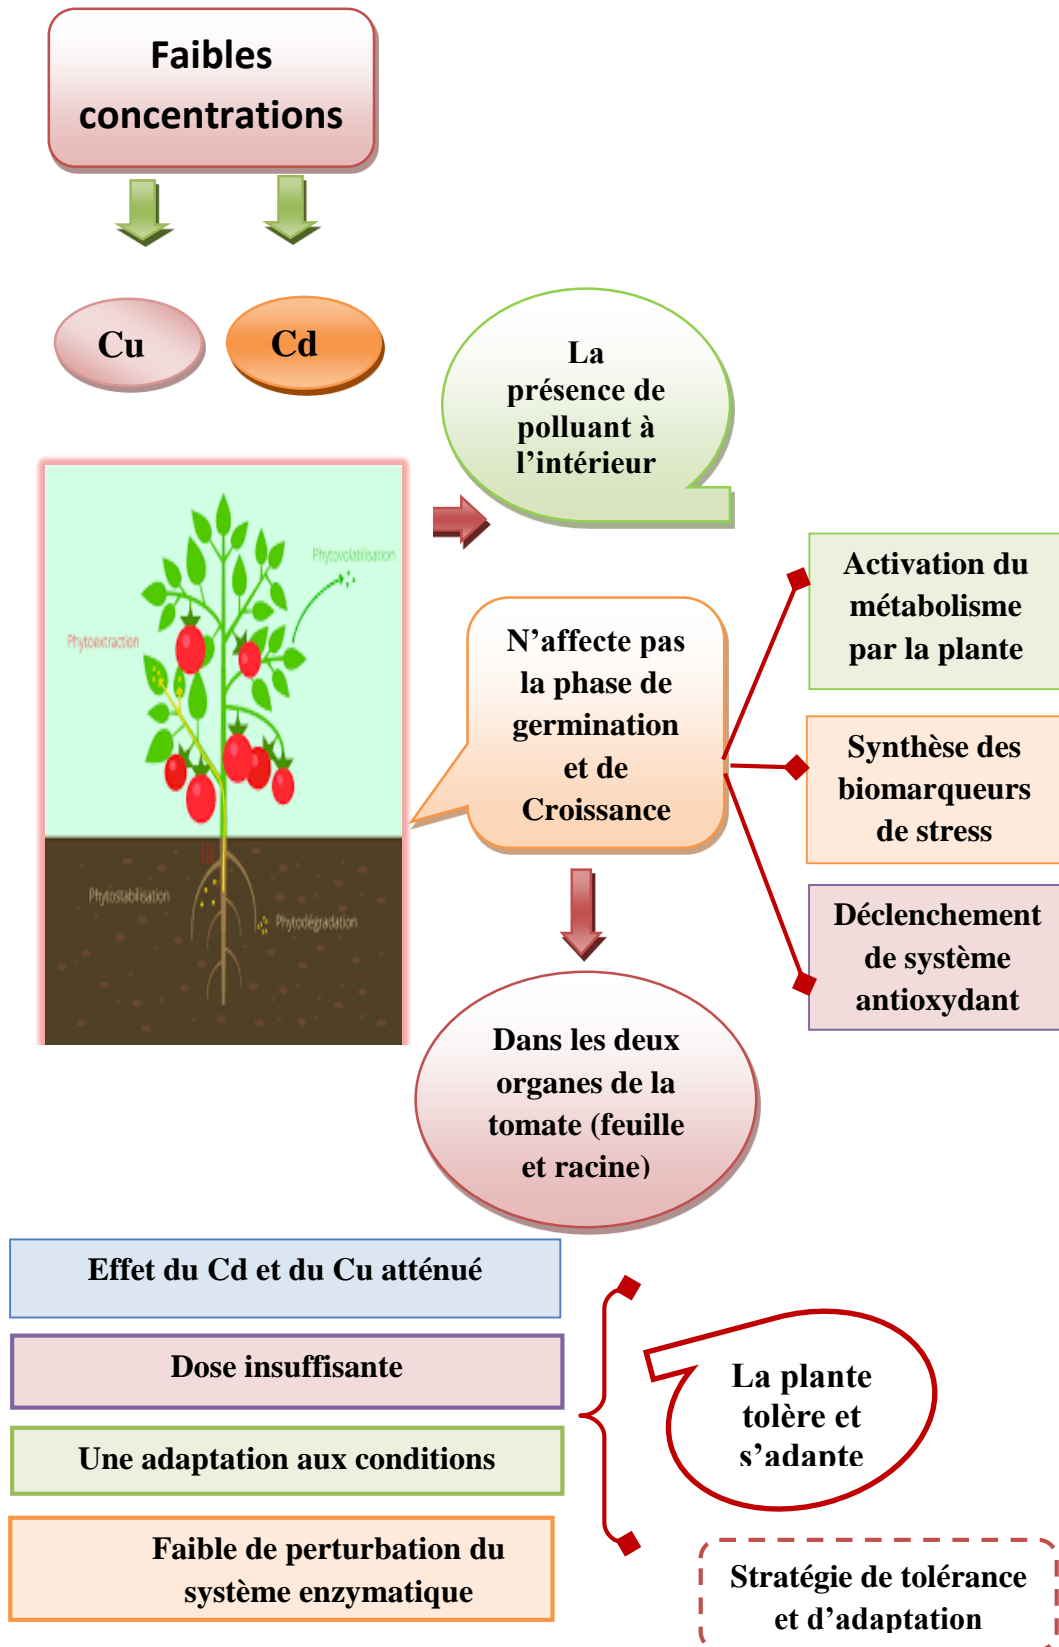 Faibles
concentrations
Cu
Cd
La
présence de
polluant à
l'intérieur
Phytovolatilisation
Phytoextraction
Phytostabilisation
Phytodégradation
N'affecte pas
la phase de
germination
et de
Croissance
Activation du
métabolisme
par la plante
Synthèse des
biomarqueurs
de stress
Déclenchement
de système
antioxydant
Dans les deux
organes de la
tomate (feuille
et racine)
Effet du Cd et du Cu atténué
Dose insuffisante
Une adaptation aux conditions
Faible de perturbation du
système enzymatique
La plante
tolère et
s'adapte
Stratégie de tolérance
et d'adaptation